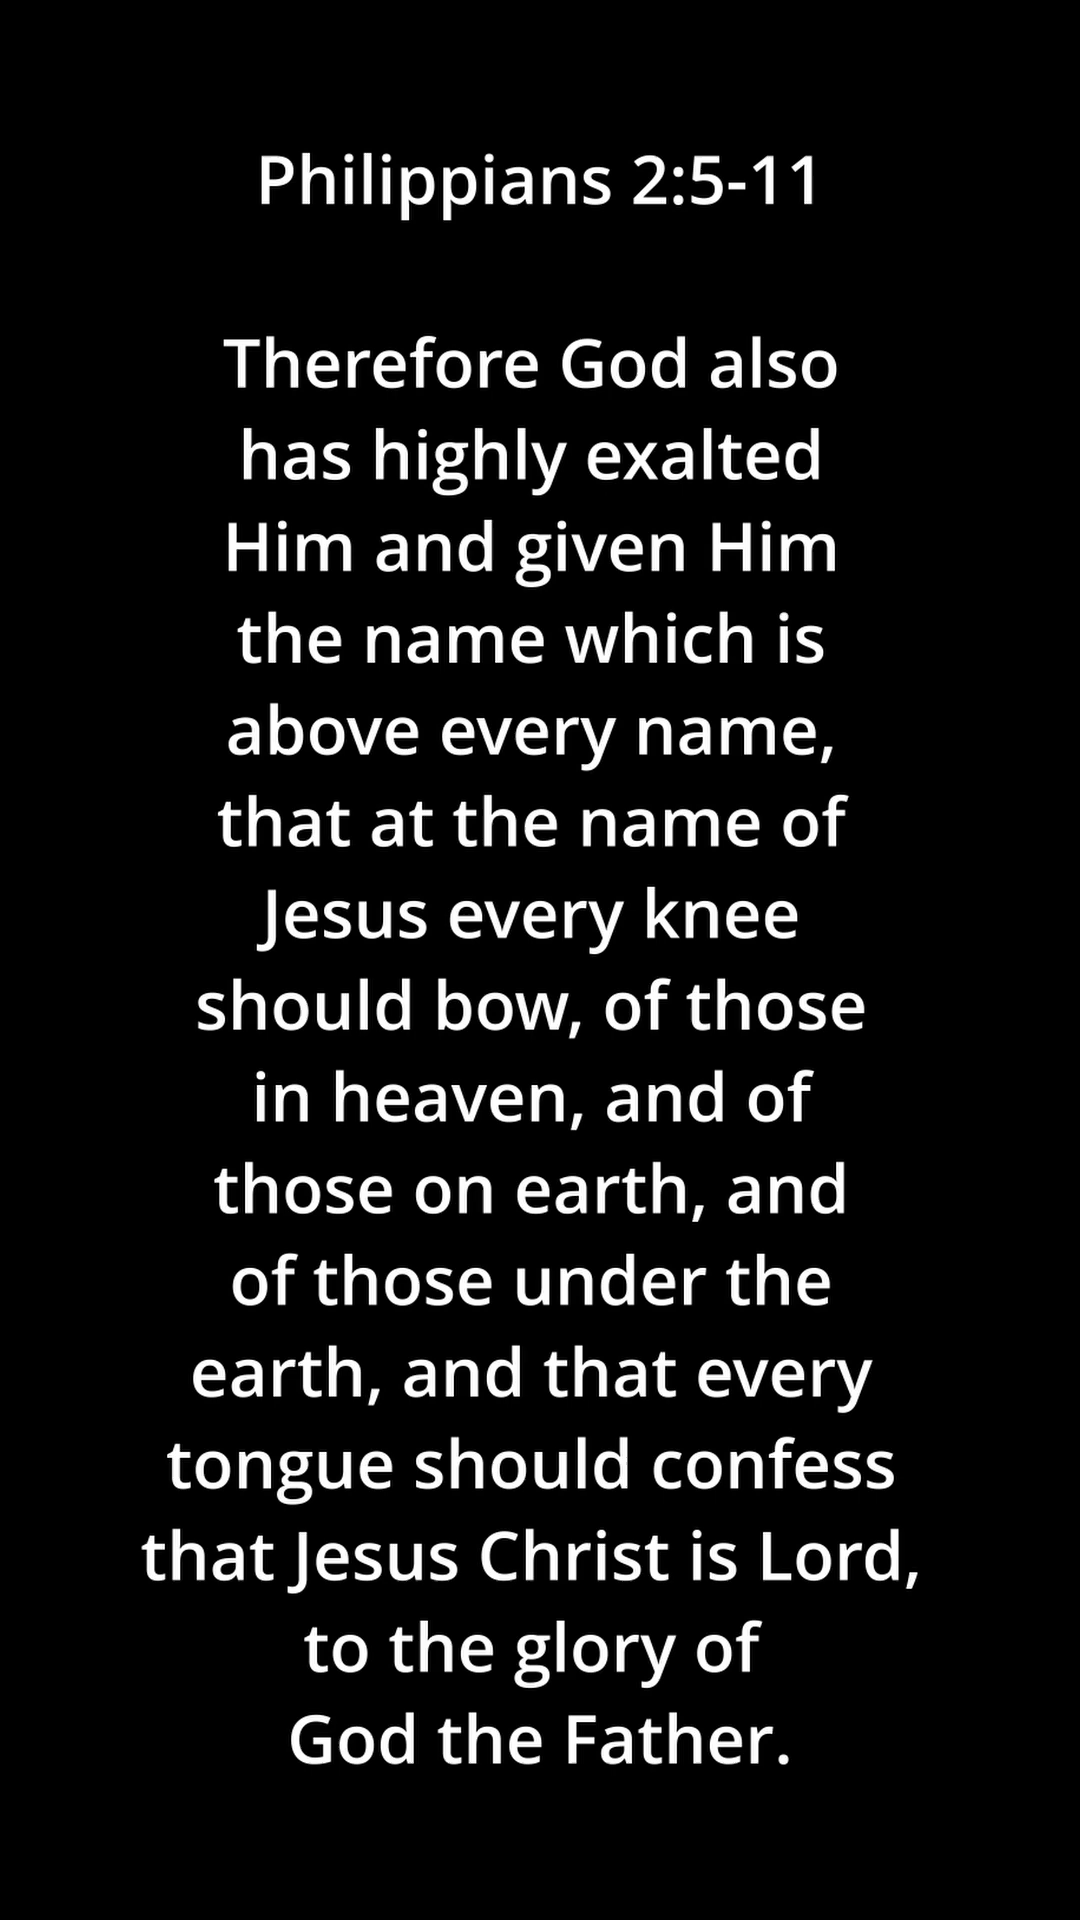 Philippians 2:5-11
Therefore God also
has highly exalted
Him and given Him
the name which is
above every name,
that at the name of
Jesus every knee
should bow, of those
in heaven, and of
those on earth, and
of those under the
earth, and that every
tongue should confess
that Jesus Christ is Lord,
to the glory of
God the Father.